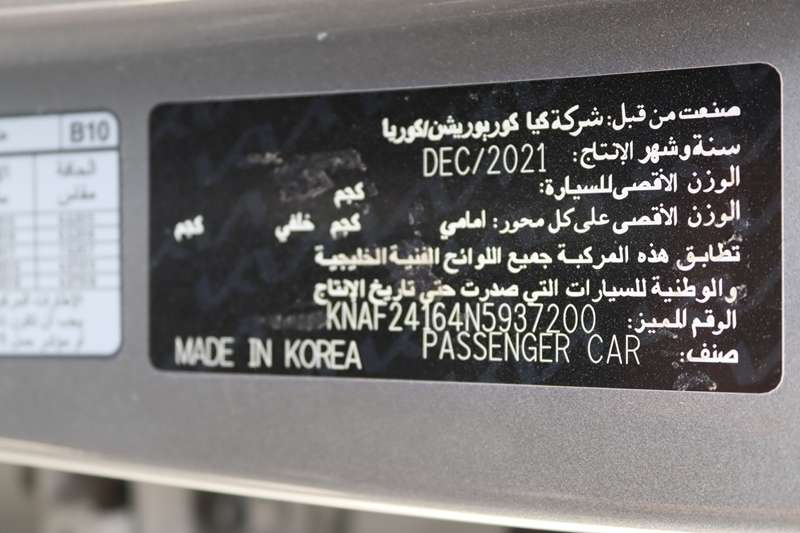 صنعت من قبل: شركة كيا كوربوريشن/كوريا
سنة وشهر الإنتاج: DEC/2021
الوزن الأقصى للسيارة: كجم
الوزن الأقصى على كل محور: امامي كجم خلفي كجم
تطابق هذه المركبة جميع اللوائح الفنية الخليجية
والوطنية للسيارات التي صدرت حتى تاريخ الإنتاج
الرقم المميز: KNAF24164N5937200
صنف: PASSENGER CAR
MADE IN KOREA
B10
الحافة
مقاس